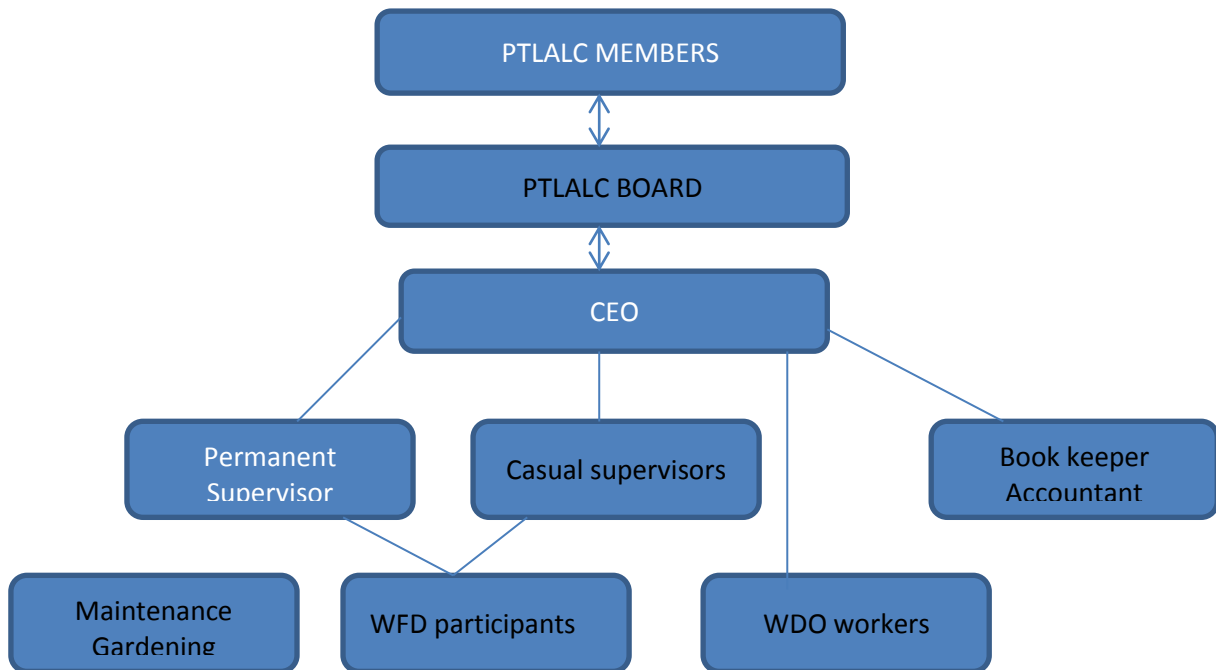 PTLALC MEMBERS
PTLALC BOARD
CEO
Permanent
Supervisor
Casual supervisors
Book keeper
Accountant
Maintenance
Gardening
WFD participants
WDO workers